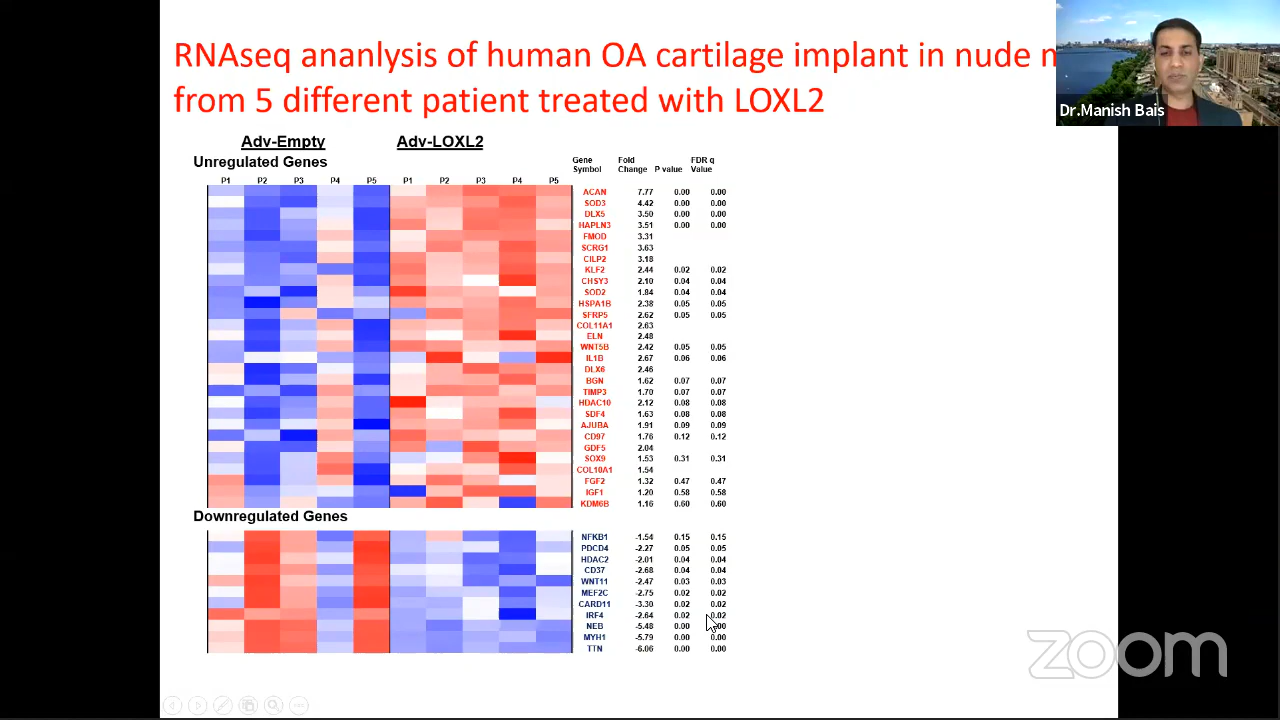 RNAseq ananlysis of human OA cartilage implant in nude m
from 5 different patient treated with LOXL2
Dr.Manish Bais
Adv-Empty Adv-LOXL2
Unregulated Genes
Gene Symbol Fold Change P value FDR q Value
P1 P2 P3 P4 P5 P1 P2 P3 P4 P5
ACAN 7.77 0.00 0.00
SOD3 4.42 0.00 0.00
DLX5 3.50 0.00 0.00
HAPLN3 3.51 0.00 0.00
FMOD 3.31
SCRG1 3.63
CILP2 3.18
KLF2 2.44 0.02 0.02
CHSY3 2.10 0.04 0.04
SOD2 1.84 0.04 0.04
HSPA1B 2.38 0.05 0.05
SFRP5 2.62 0.05 0.05
COL11A1 2.63
ELN 2.48
WNT5B 2.42 0.05 0.05
IL1B 2.67 0.06 0.06
DLX6 2.46
BGN 1.62 0.07 0.07
TIMP3 1.70 0.07 0.07
HDAC10 2.12 0.08 0.08
SDF4 1.63 0.08 0.08
AJUBA 1.91 0.09 0.09
CD97 1.76 0.12 0.12
GDF5 2.04
SOX9 1.53 0.31 0.31
COL10A1 1.54
FGF2 1.32 0.47 0.47
IGF1 1.20 0.58 0.58
KDM6B 1.16 0.60 0.60
Downregulated Genes
NFKB1 -1.54 0.15 0.15
PDCD4 -2.27 0.05 0.05
HDAC2 -2.01 0.04 0.04
CD37 -2.68 0.04 0.04
WNT11 -2.47 0.03 0.03
MEF2C -2.75 0.02 0.02
CARD11 -3.30 0.02 0.02
IRF4 -2.64 0.02 0.02
NEB -5.48 0.00 0.00
MYH1 -5.79 0.00 0.00
TTN -6.06 0.00 0.00
zoom